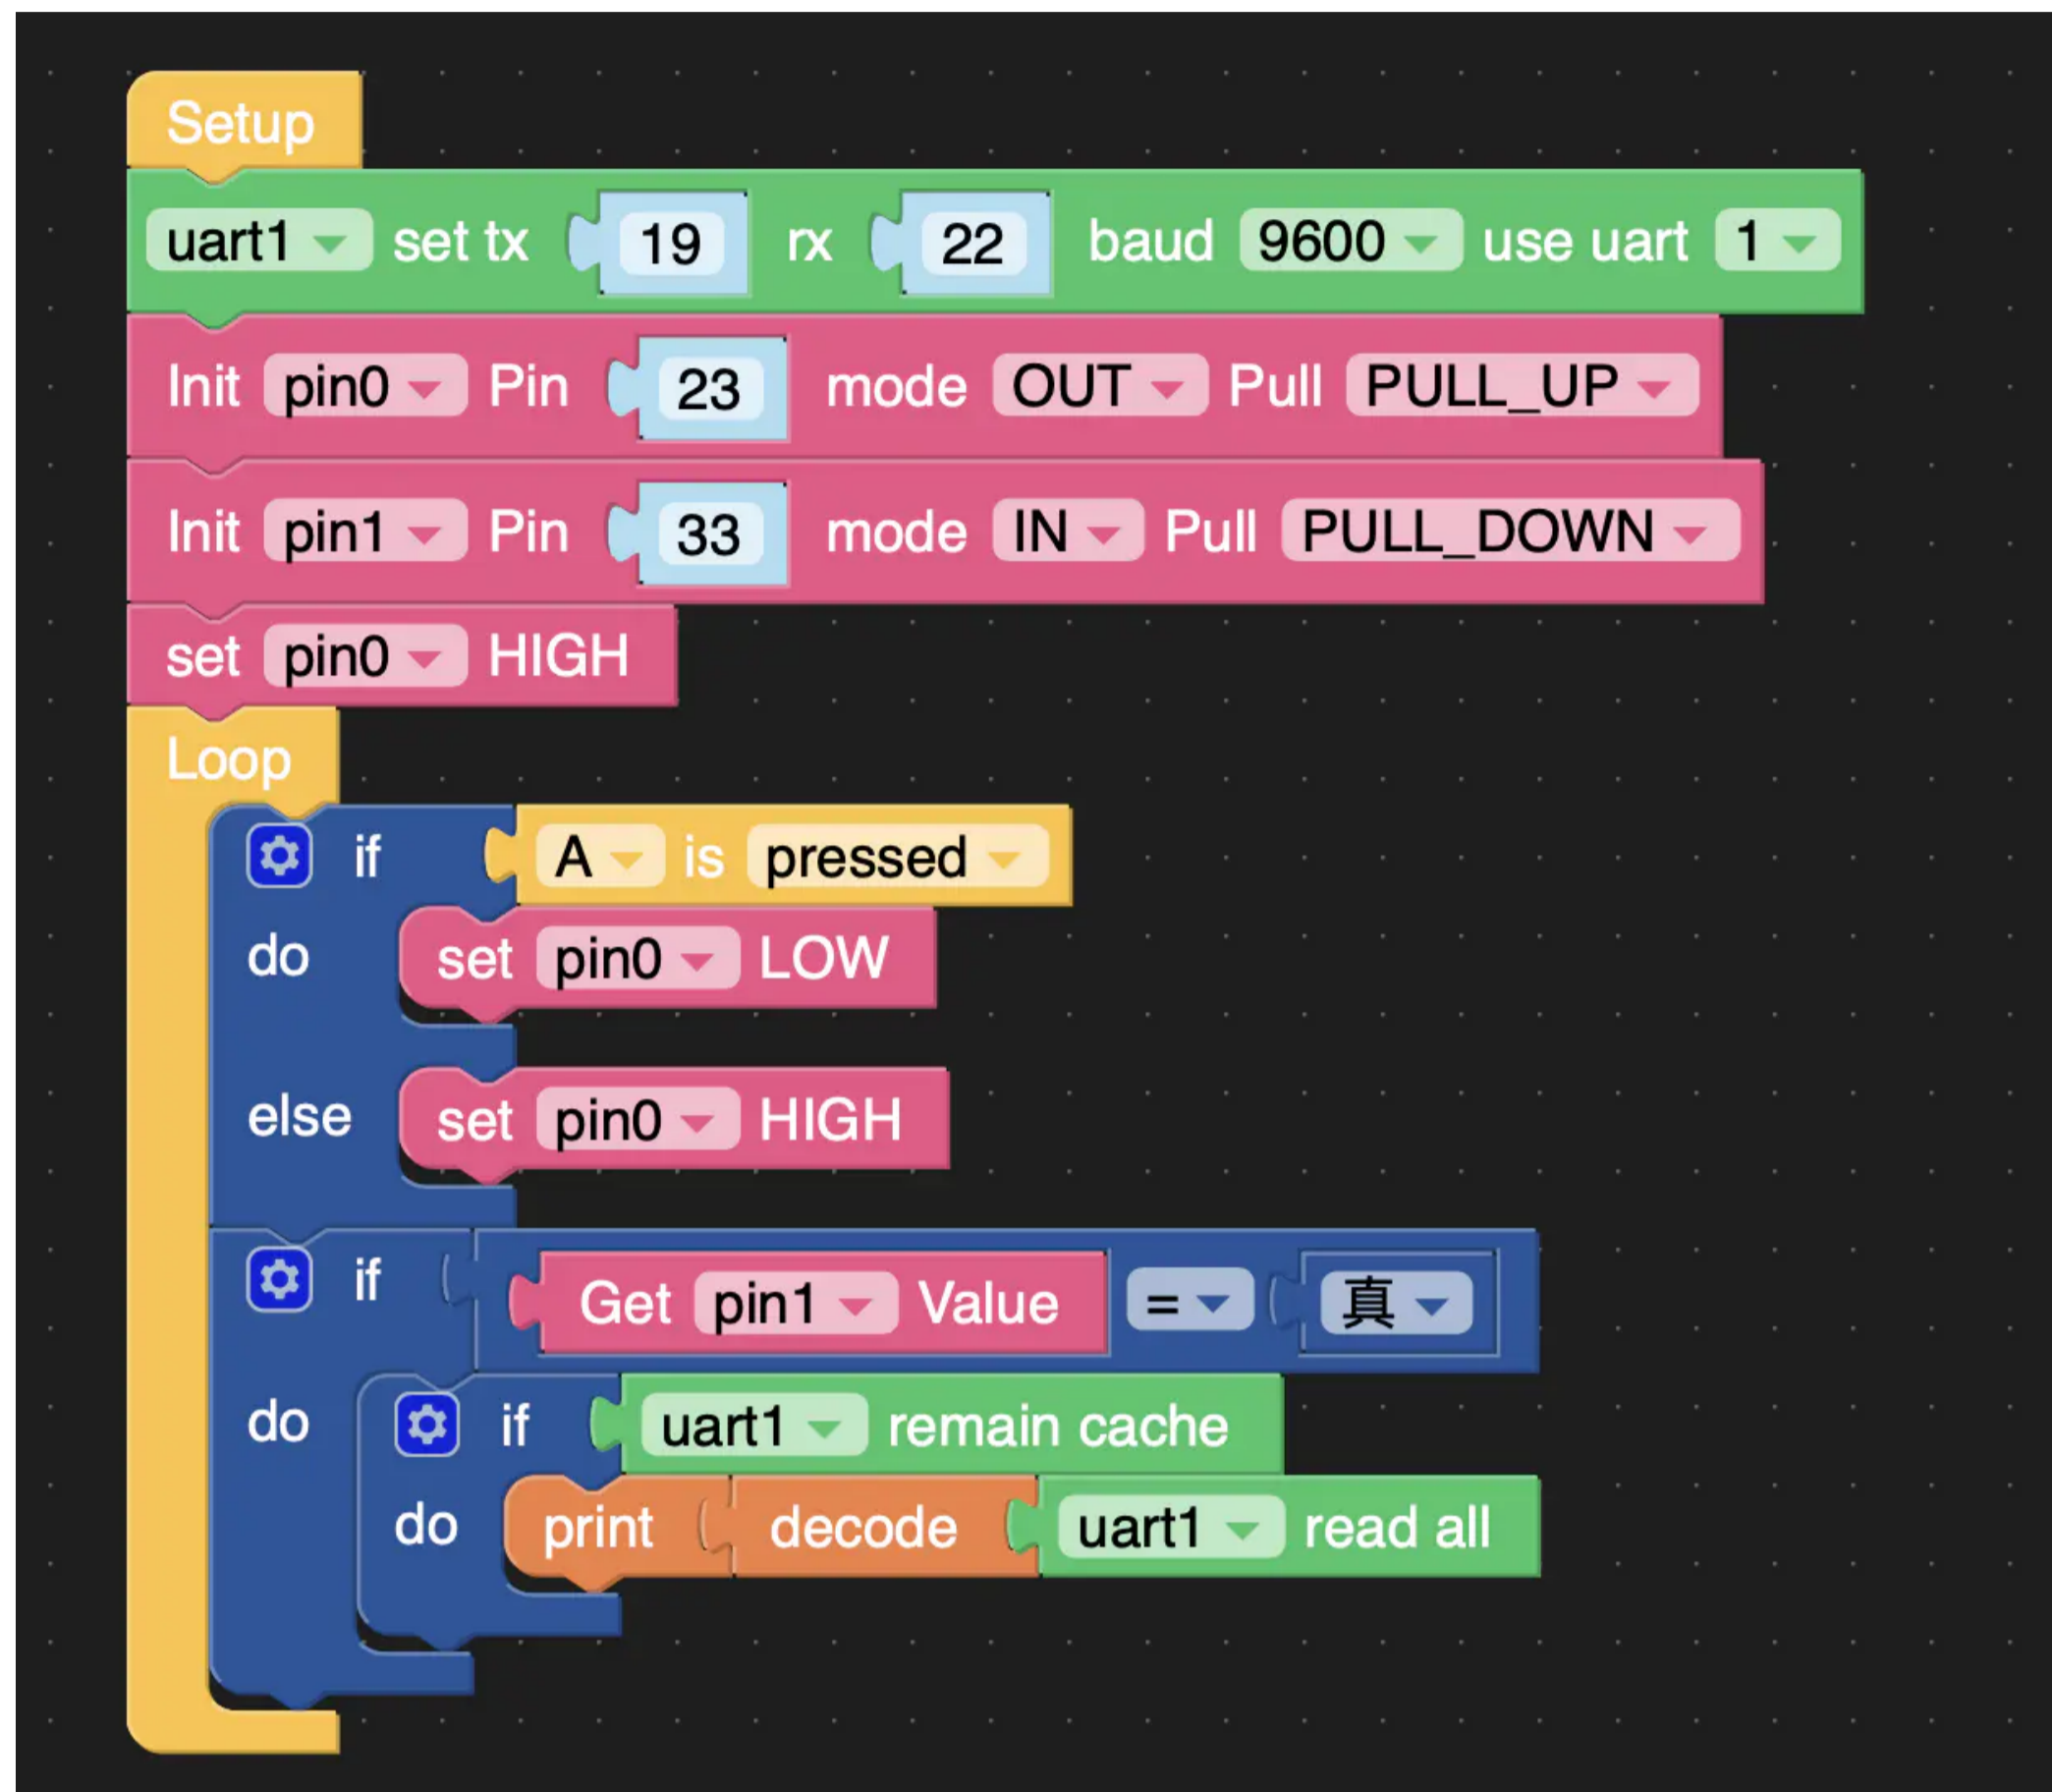 Setup
uart1 set tx 19 rx 22 baud 9600 use uart 1
Init pin0 Pin 23 mode OUT Pull PULL_UP
Init pin1 Pin 33 mode IN Pull PULL_DOWN
set pin0 HIGH
Loop
if A is pressed
do set pin0 LOW
else set pin0 HIGH
if Get pin1 Value = 真
do if uart1 remain cache
do print decode uart1 read all